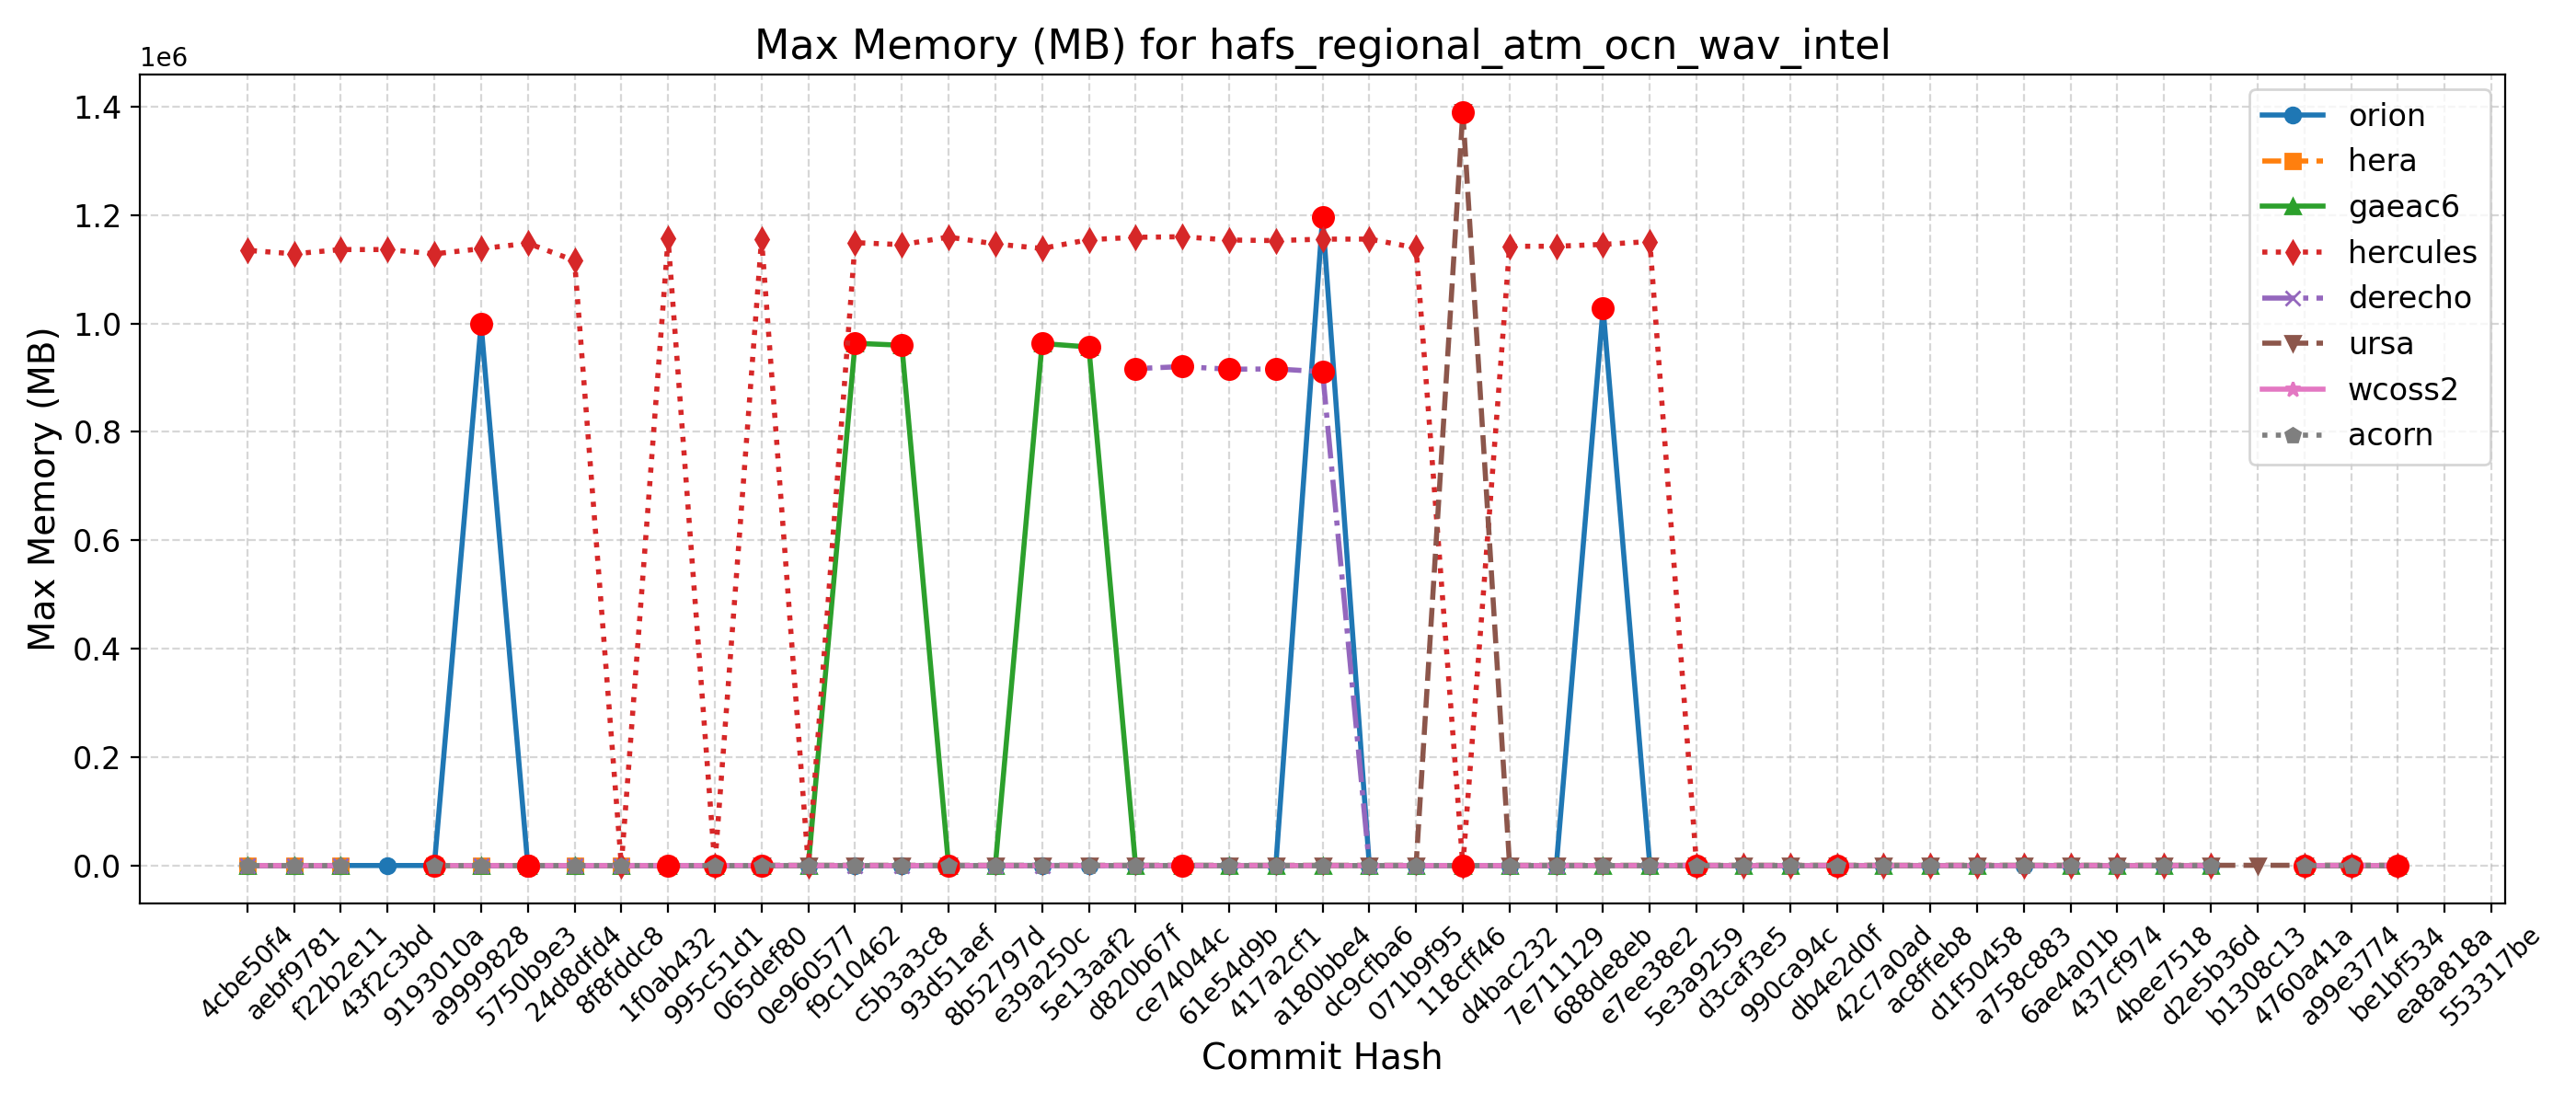 Max Memory (MB) for hafs_regional_atm_ocn_wav_intel
1e6
1.4
1.2
1.0
0.8
0.6
0.4
0.2
0.0
Max Memory (MB)
orion
hera
gaeac6
hercules
derecho
ursa
wcoss2
acorn
4cbe50f4
aebf9781
f22b2e11
43f2c3bd
9193010a
a9999828
5750b9e3
24d8dfd4
8f8fddc8
1f0ab432
995c51d1
065def80
0e960577
f9c10462
c5b3a3c8
93d51aef
8b52797d
e39a250c
5e13aaf2
d820b67f
ce74044c
61e54d9b
417a2cf1
a180bbe4
dc9cfba6
071b9f95
118cff46
d4bac232
7e711129
688de8eb
e7ee38e2
5e3a9259
d3caf3e5
990ca94c
db4e2d0f
42c7a0ad
ac8ffeb8
d1f50458
a758c883
6ae4a01b
437cf974
4bee7518
d2e5b36d
b1308c13
4760a41a
a99e3774
be1bf534
ea8a818a
553317be
Commit Hash